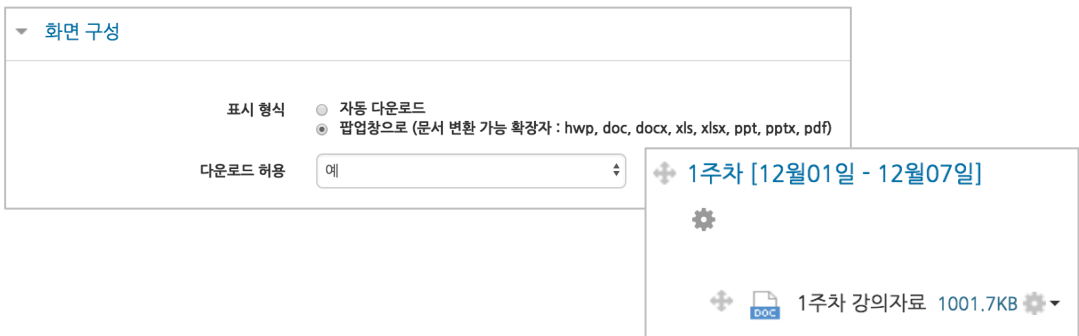 화면 구성
표시 형식
자동 다운로드
팝업창으로 (문서 변환 가능 확장자 : hwp, doc, docx, xls, xlsx, ppt, pptx, pdf)
다운로드 허용
예
1주차 [12월01일 - 12월07일]
DOC
1주차 강의자료 1001.7KB